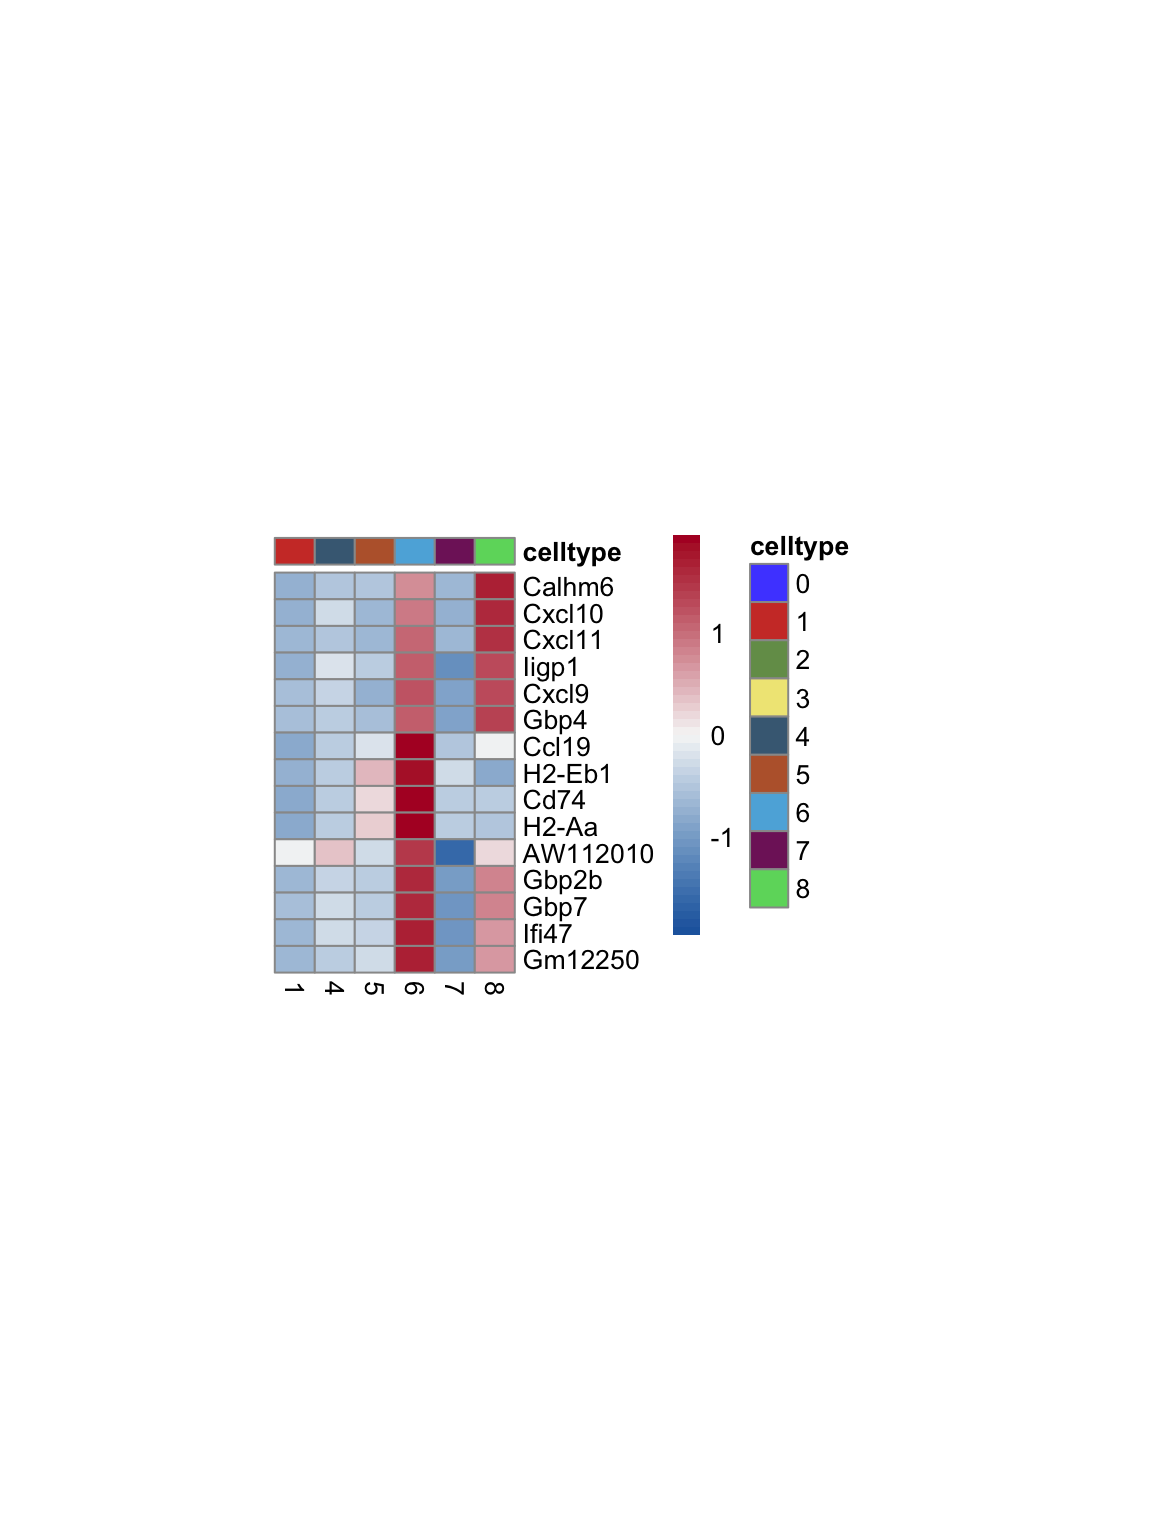 celltype
Calhm6
Cxcl10
Cxcl11
Iigp1
Cxcl9
Gbp4
Ccl19
H2-Eb1
Cd74
H2-Aa
AW112010
Gbp2b
Gbp7
Ifi47
Gm12250
1 4 5 6 7 8
1
0
-1
celltype
0
1
2
3
4
5
6
7
8